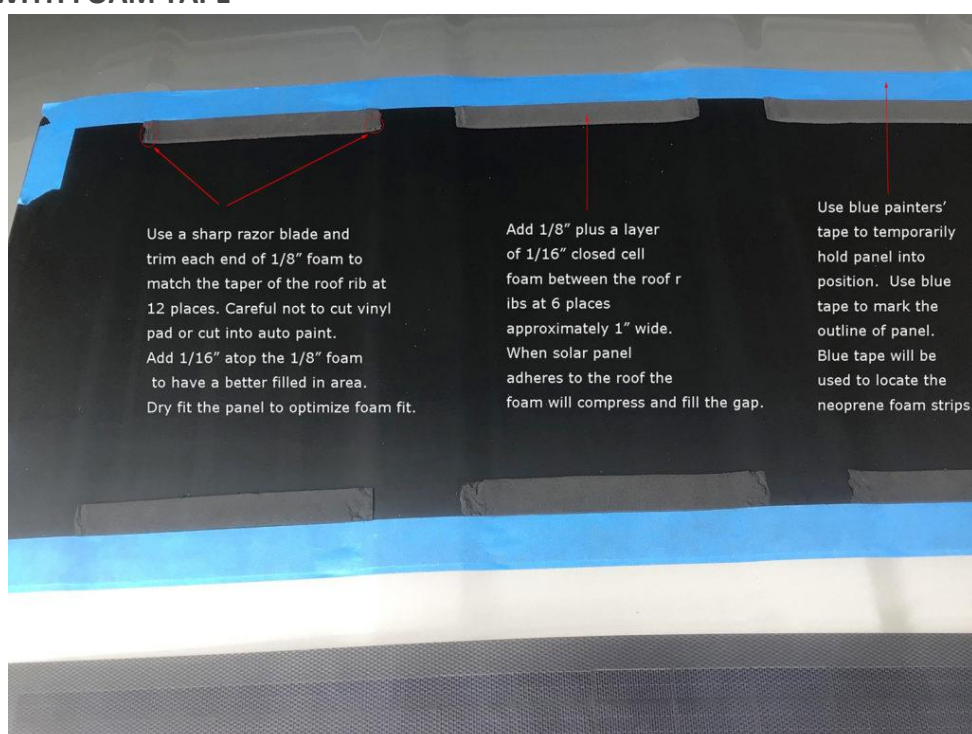 WITH FOAM TAPE
Use a sharp razor blade and
trim each end of 1/8” foam to
match the taper of the roof rib at
12 places. Careful not to cut vinyl
pad or cut into auto paint.
Add 1/16” atop the 1/8” foam
to have a better filled in area.
Dry fit the panel to optimize foam fit.
Add 1/8” plus a layer
of 1/16” closed cell
foam between the roof r
ibs at 6 places
approximately 1” wide.
When solar panel
adheres to the roof the
foam will compress and fill the gap.
Use blue painters’
tape to temporarily
hold panel into
position. Use blue
tape to mark the
outline of panel.
Blue tape will be
used to locate the
neoprene foam strips